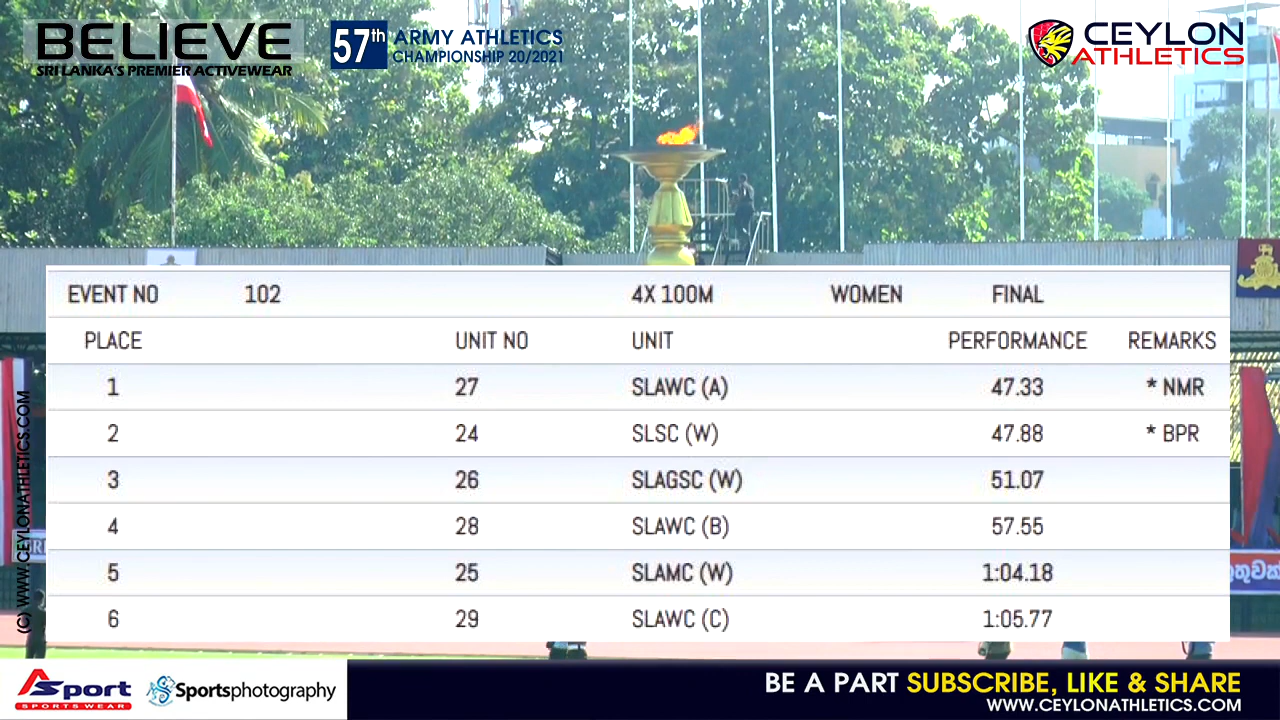 BELIEVE
SRI LANKA'S PREMIER ACTIVEWEAR
57th ARMY ATHLETICS
CHAMPIONSHIP 20/2021
CEYLON
ATHLETICS
EVENT NO 102 4X 100M WOMEN FINAL
PLACE UNIT NO UNIT PERFORMANCE REMARKS
1 27 SLAWC (A) 47.33 * NMR
2 24 SLSC (W) 47.88 * BPR
3 26 SLAGSC (W) 51.07
4 28 SLAWC (B) 57.55
5 25 SLAMC (W) 1:04.18
6 29 SLAWC (C) 1:05.77
(C) WWW.CEYLONATHLETICS.COM
ASport
SPORTS WEAR
Sportsphotography
BE A PART SUBSCRIBE, LIKE & SHARE
WWW.CEYLONATHLETICS.COM